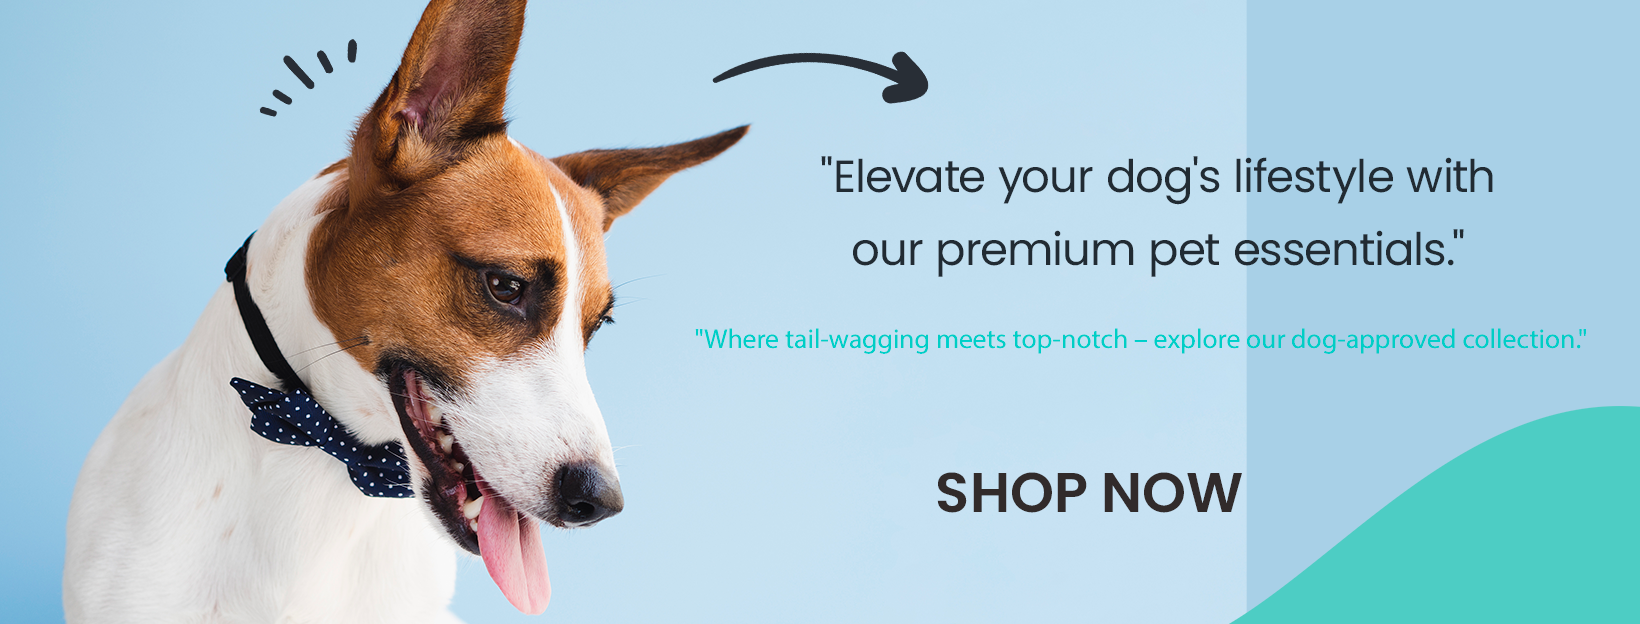 "Elevate your dog's lifestyle with
our premium pet essentials."
"Where tail-wagging meets top-notch – explore our dog-approved collection."
SHOP NOW